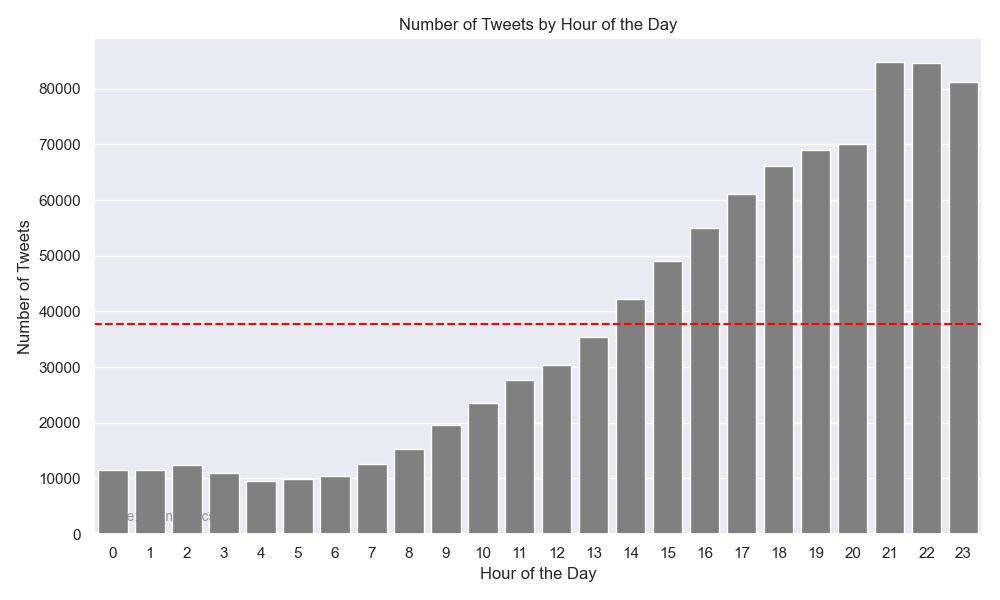 Number of Tweets by Hour of the Day
80000
70000
60000
50000
40000
30000
20000
10000
0
Number of Tweets
0 1 2 3 4 5 6 7 8 9 10 11 12 13 14 15 16 17 18 19 20 21 22 23
Hour of the Day